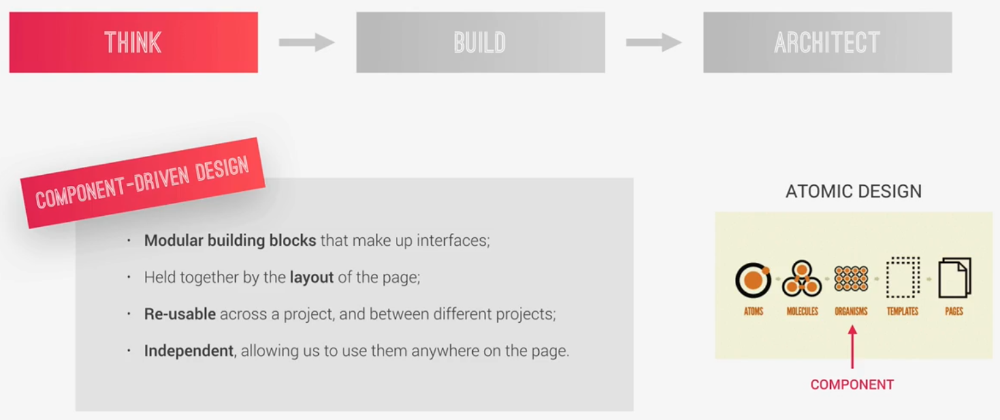 THINK
BUILD
ARCHITECT
COMPONENT-DRIVEN DESIGN
• Modular building blocks that make up interfaces;
• Held together by the layout of the page;
• Re-usable across a project, and between different projects;
• Independent, allowing us to use them anywhere on the page.
ATOMIC DESIGN
ATOMS MOLECULES ORGANISMS TEMPLATES PAGES
COMPONENT